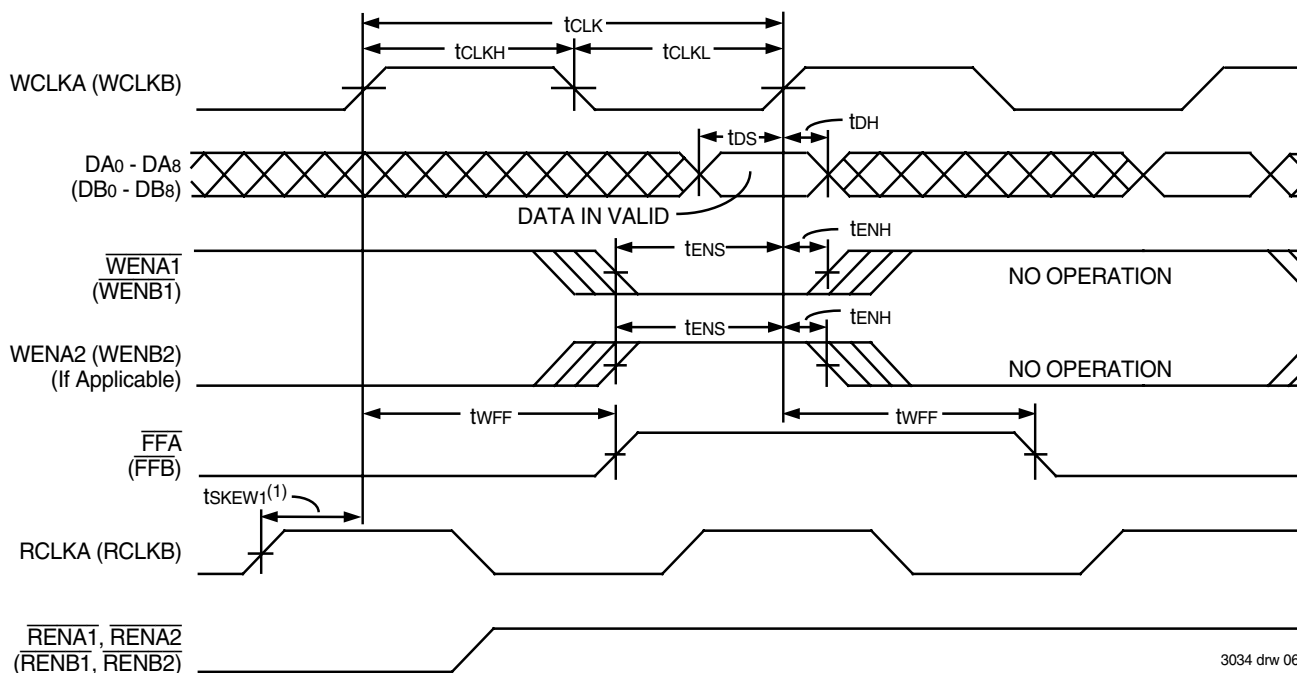 tCLK
tCLKH
tCLKL
WCLKA (WCLKB)
tDH
tDS
DA0 - DA8
(DB0 - DB8)
DATA IN VALID
tENH
tENS
WENA1
(WENB1)
NO OPERATION
tENH
tENS
WENA2 (WENB2)
(If Applicable)
NO OPERATION
tWFF
tWFF
FFA
(FFB)
tSKEW1(1)
RCLKA (RCLKB)
RENA1, RENA2
(RENB1, RENB2)
3034 drw 06